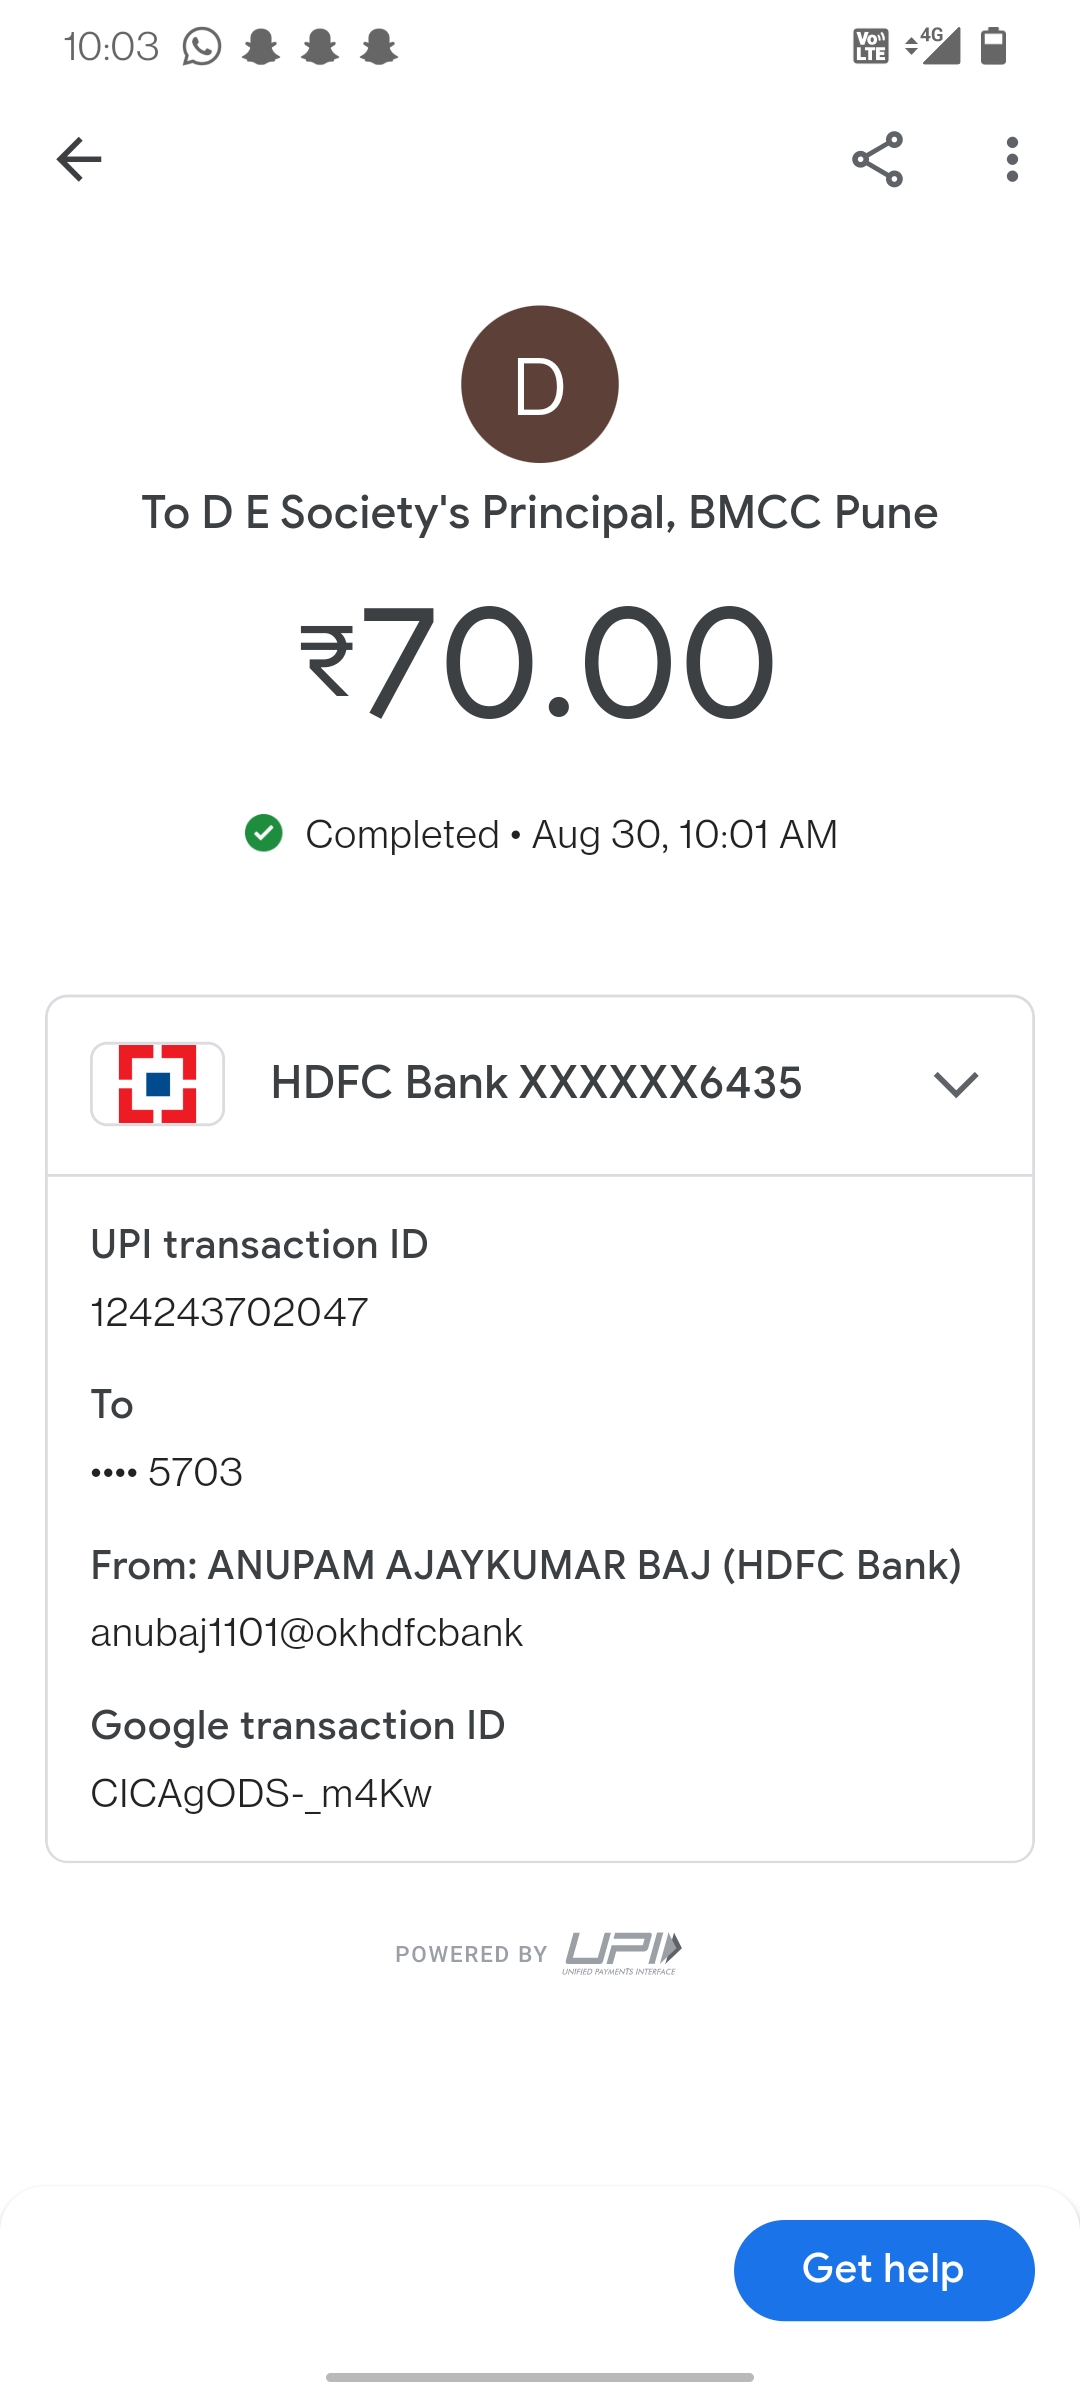 10:03
Vo LTE 4G
D
To D E Society's Principal, BMCC Pune
₹70.00
Completed • Aug 30, 10:01 AM
HDFC Bank XXXXXX6435
UPI transaction ID
124243702047
To
•••• 5703
From: ANUPAM AJAYKUMAR BAJ (HDFC Bank)
anubaj1101@okhdfcbank
Google transaction ID
CICAgODS-_m4Kw
POWERED BY UPI
UNIFIED PAYMENTS INTERFACE
Get help